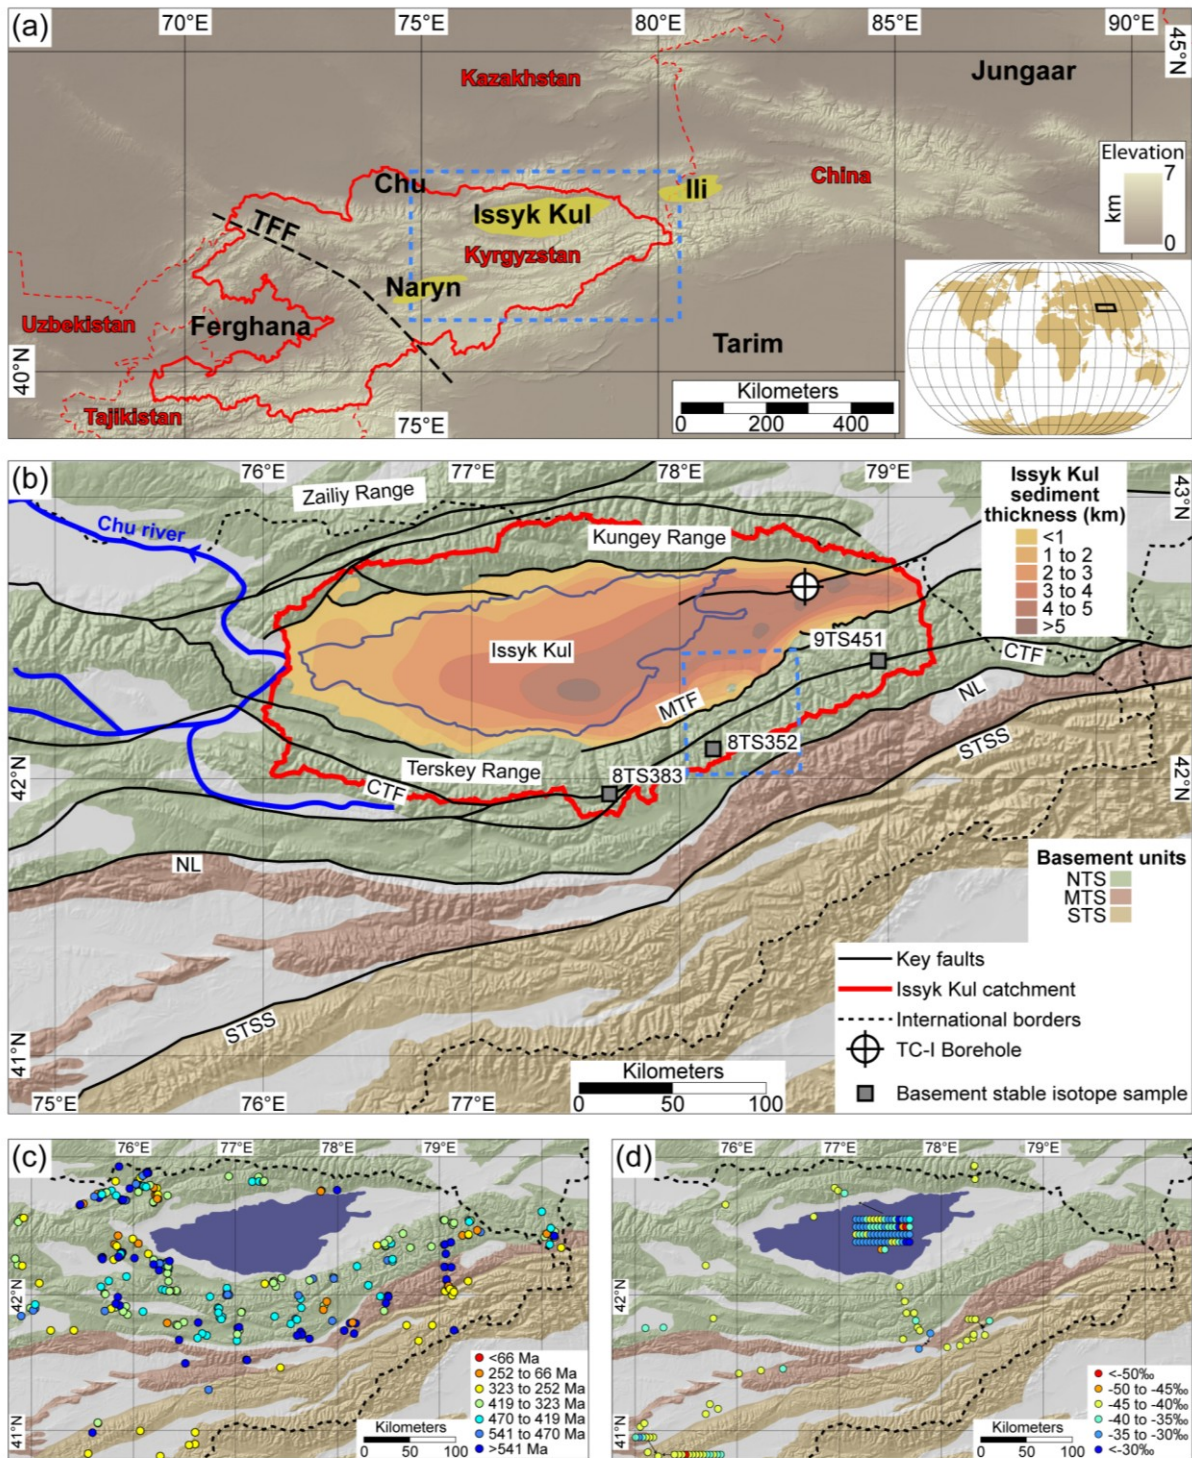 (a)
70°E
75°E
80°E
85°E
90°E
45°N
Kazakhstan
Jungaar
Elevation
7
km
0
China
Chu
Ili
Issyk Kul
TFF
Kyrgyzstan
Naryn
Uzbekistan
Ferghana
Tarim
40°N
Tajikistan
75°E
Kilometers
0 200 400
(b)
76°E
77°E
78°E
79°E
43°N
Zailiy Range
Chu river
Kungey Range
Issyk Kul
sediment
thickness (km)
<1
1 to 2
2 to 3
3 to 4
4 to 5
>5
Issyk Kul
9TS451
CTF
MTF
NL
8TS352
STSS
42°N
Terskey Range
8TS383
42°N
CTF
NL
Basement units
NTS
MTS
STS
Key faults
Issyk Kul catchment
International borders
TC-I Borehole
Basement stable isotope sample
STSS
41°N
Kilometers
0 50 100
75°E
76°E
77°E
78°E
(c)
76°E
77°E
78°E
79°E
42°N
41°N
<66 Ma
252 to 66 Ma
323 to 252 Ma
419 to 323 Ma
470 to 419 Ma
541 to 470 Ma
>541 Ma
Kilometers
0 50 100
(d)
76°E
77°E
78°E
79°E
42°N
41°N
<-50‰
-50 to -45‰
-45 to -40‰
-40 to -35‰
-35 to -30‰
<-30‰
Kilometers
0 50 100